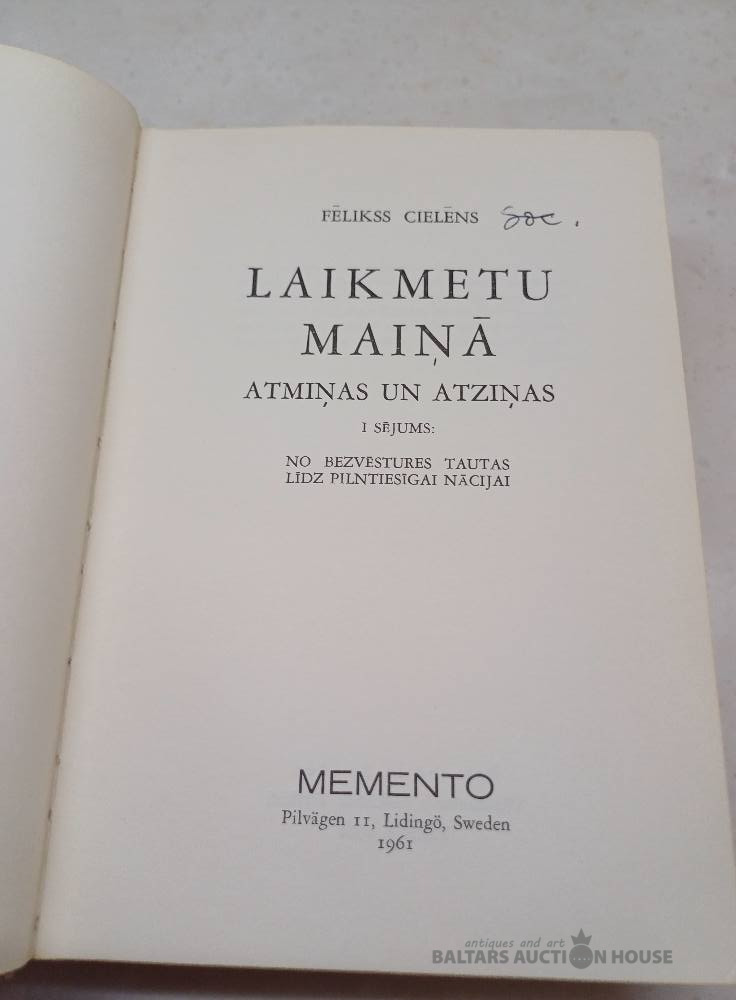 FĒLIKSS CIELĒNS soc.
LAIKMETU
MAIŅĀ
ATMIŅAS UN ATZIŅAS
I SĒJUMS:
NO BEZVĒSTURES TAUTAS
LĪDZ PILNTIESĪGAI NĀCIJAI
MEMENTO
Pilvägen 11, Lidingö, Sweden
1961
antiques and art
BALTARS AUCTION HOUSE